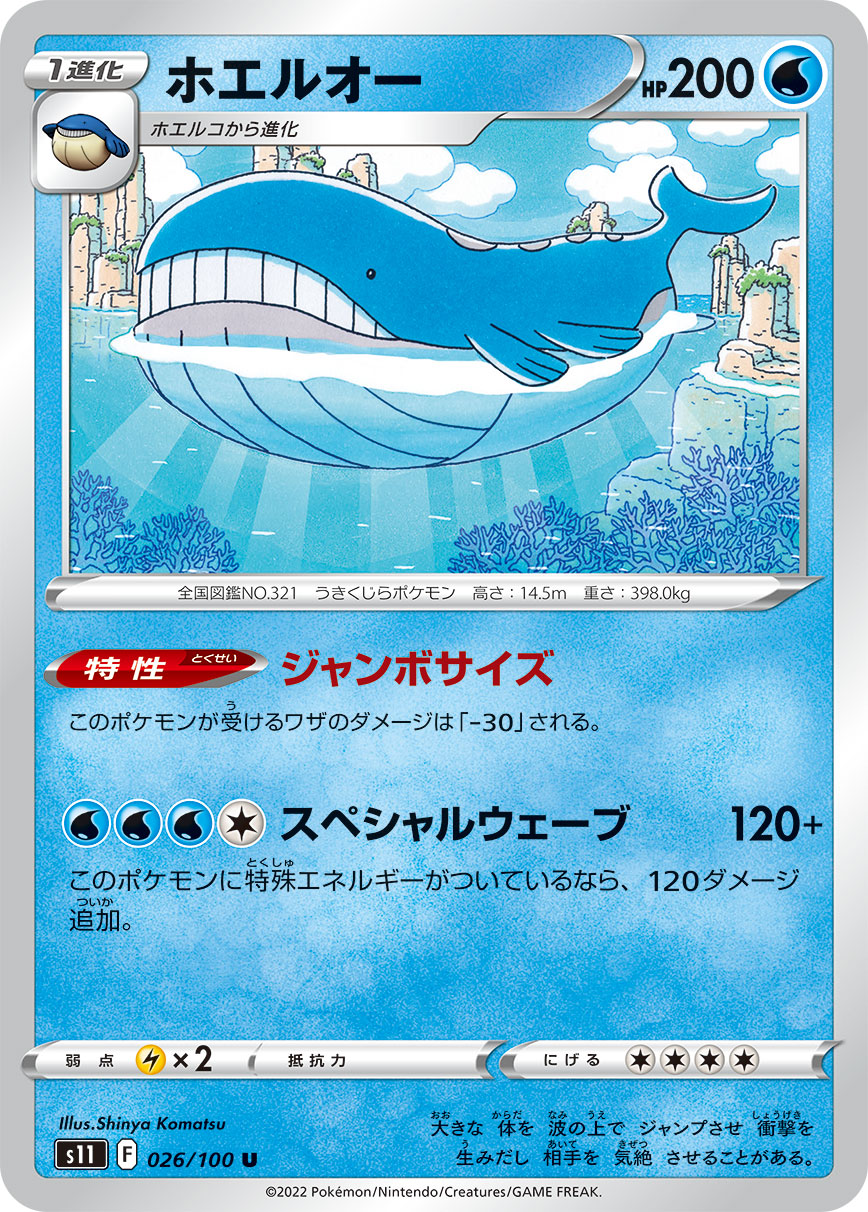 1進化
ホエルオー
HP200
ホエルコから進化
全国図鑑NO.321 うきくじらポケモン 高さ：14.5m 重さ：398.0kg
特性 とくせい ジャンボサイズ
このポケモンが受けるワザのダメージは「-30」される。
う
スペシャルウェーブ 120+
このポケモンに特殊エネルギーがついているなら、120ダメージ
とくしゅ
追加。
ついか
弱点 ×2 抵抗力 にげる
Illus.Shinya Komatsu
大きな 体を 波の上で ジャンプさせ 衝撃を
おお からだ なみ うえ しょうげき
生みだし 相手を 気絶 させることがある。
う あいて きぜつ
s11 F 026/100 U
©2022 Pokémon/Nintendo/Creatures/GAME FREAK.